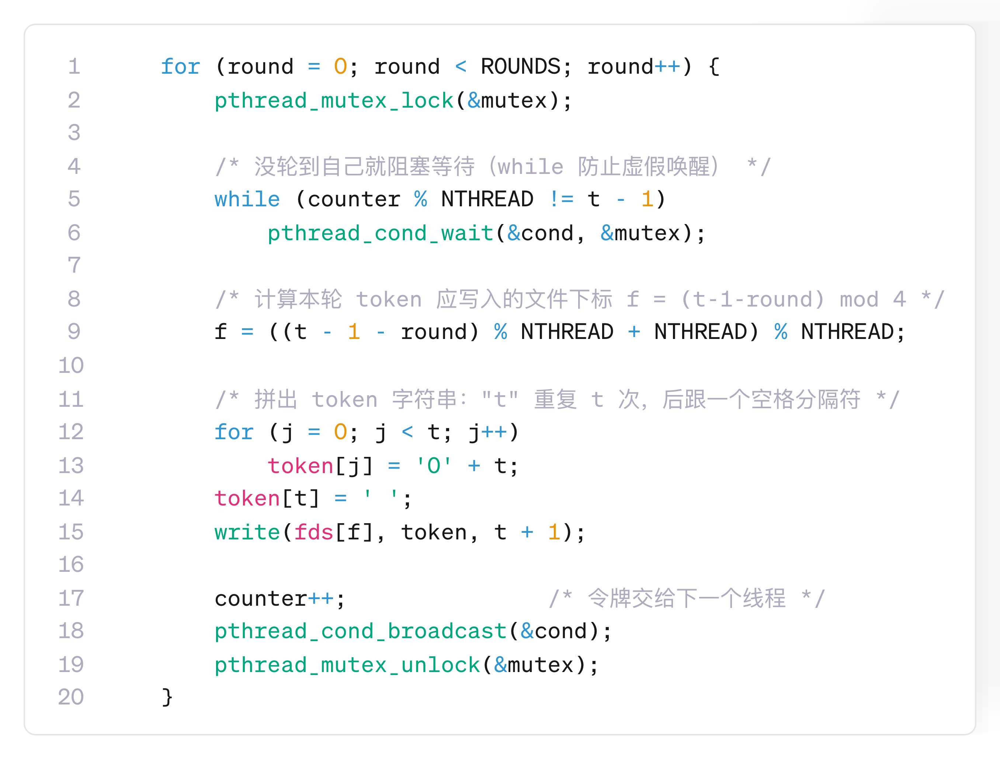 1 for (round = 0; round < ROUNDS; round++) {
2 pthread_mutex_lock(&mutex);
3
4 /* 没轮到自己就阻塞等待（while 防止虚假唤醒） */
5 while (counter % NTHREAD != t - 1)
6 pthread_cond_wait(&cond, &mutex);
7
8 /* 计算本轮 token 应写入的文件下标 f = (t-1-round) mod 4 */
9 f = ((t - 1 - round) % NTHREAD + NTHREAD) % NTHREAD;
10
11 /* 拼出 token 字符串："t" 重复 t 次，后跟一个空格分隔符 */
12 for (j = 0; j < t; j++)
13 token[j] = '0' + t;
14 token[t] = ' ';
15 write(fds[f], token, t + 1);
16
17 counter++; /* 令牌交给下一个线程 */
18 pthread_cond_broadcast(&cond);
19 pthread_mutex_unlock(&mutex);
20 }